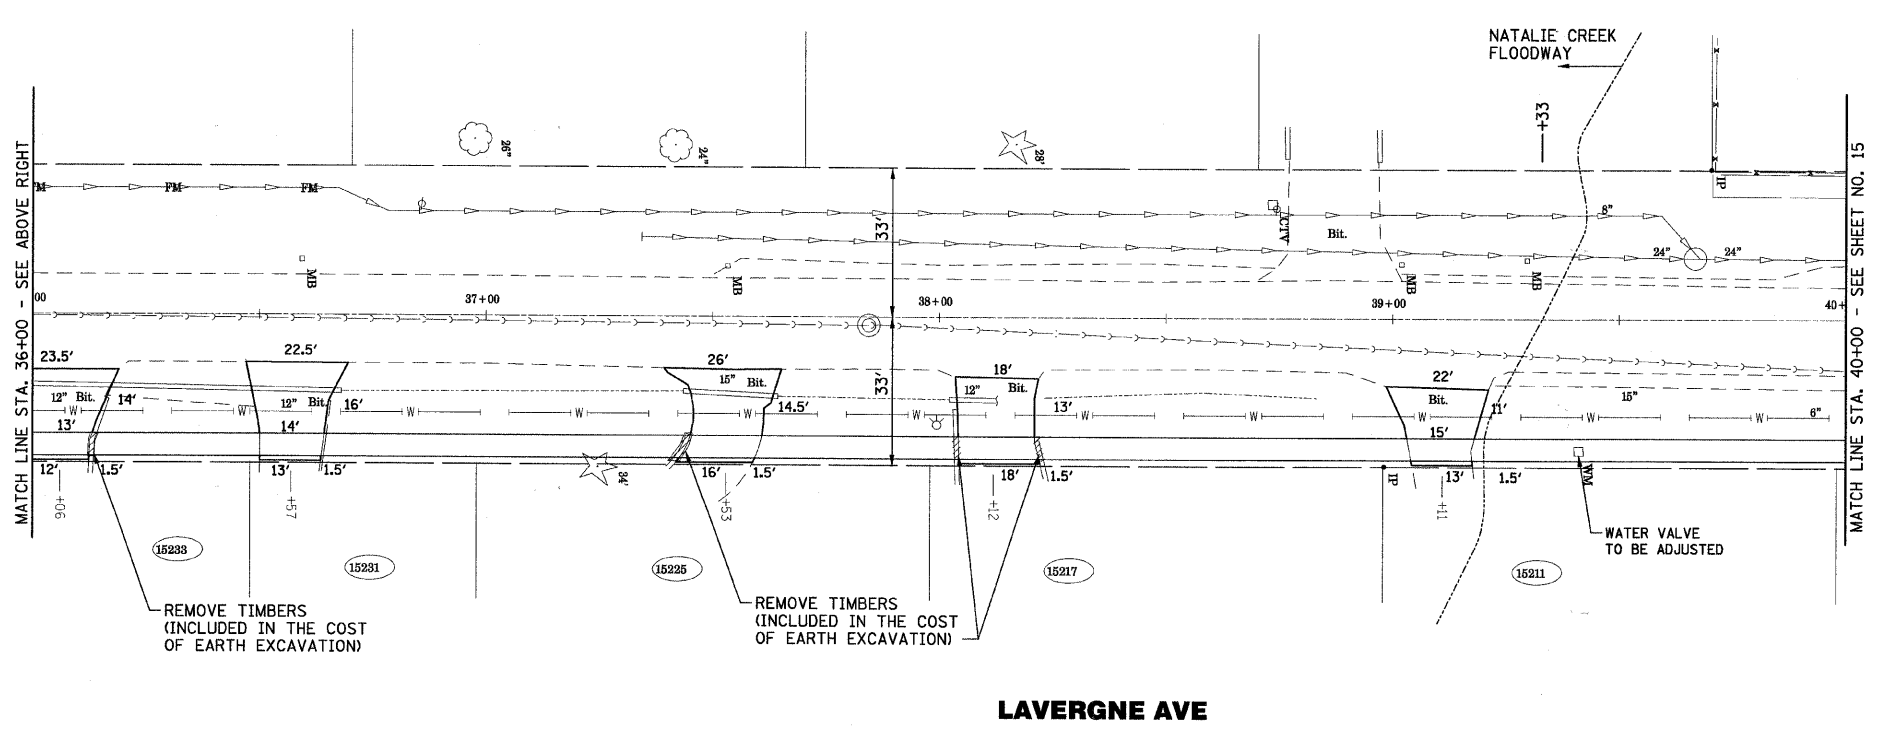 NATALIE CREEK
FLOODWAY
+33
MATCH LINE STA. 36+00 - SEE ABOVE RIGHT
MATCH LINE STA. 40+00 - SEE SHEET NO. 15
26"
24"
28'
IP
FM
FM
FM
33'
CTV
Bit.
8"
24"
24"
MB
MB
MB
MB
00
37+00
38+00
39+00
40+
23.5'
22.5'
26'
18'
22'
33'
12"
Bit.
14'
12"
Bit.
16'
15"
Bit.
14.5'
12"
Bit.
13'
Bit.
11'
15"
6"
W
W
W
W
W
W
W
W
W
W
W
13'
14'
15'
12'
1.5'
13'
1.5'
34'
16'
1.5'
18'
1.5'
IP
13'
1.5'
WM
+06
+57
+53
+12
+11
WATER VALVE
TO BE ADJUSTED
15233
15231
15225
15217
15211
REMOVE TIMBERS
(INCLUDED IN THE COST
OF EARTH EXCAVATION)
REMOVE TIMBERS
(INCLUDED IN THE COST
OF EARTH EXCAVATION)
LAVERGNE AVE